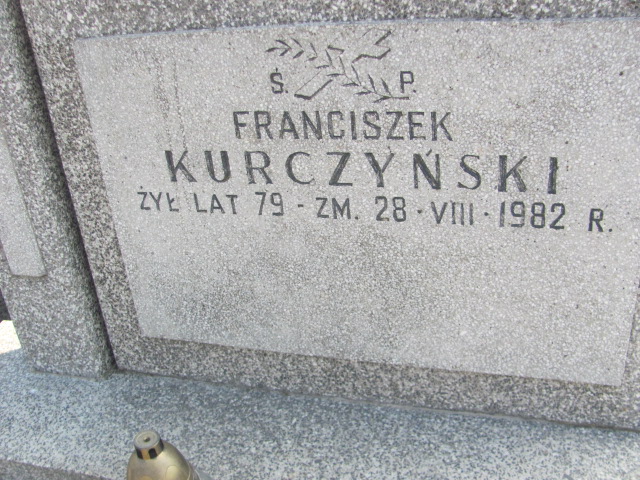 Ś. P.
FRANCISZEK
KURCZYŃSKI
ŻYŁ LAT 79 - ZM. 28 · VIII · 1982 R.